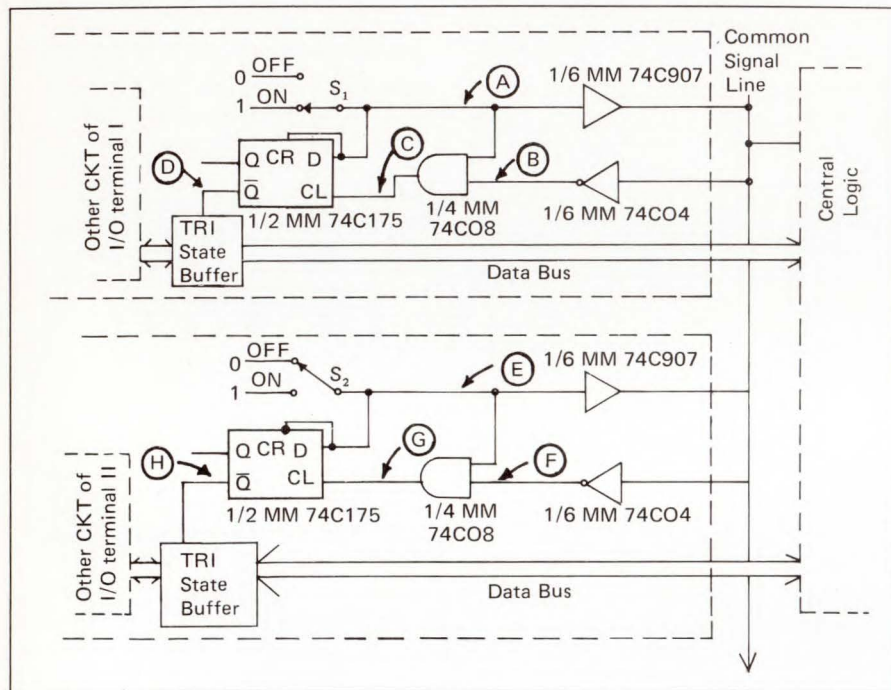 Common
Signal
Line
0 OFF
1 ON
S1
A
1/6 MM 74C907
Other CKT of
I/O terminal I
D
Q CR D
Q̅ CL
C
B
1/2 MM 74C175
1/4 MM
74CO8
1/6 MM 74CO4
TRI
State
Buffer
Data Bus
Central
Logic
0 OFF
1 ON
S2
E
1/6 MM 74C907
Other CKT of
I/O terminal II
H
Q CR D
Q̅ CL
G
F
1/2 MM 74C175
1/4 MM
74CO8
1/6 MM 74CO4
TRI
State
Buffer
Data Bus